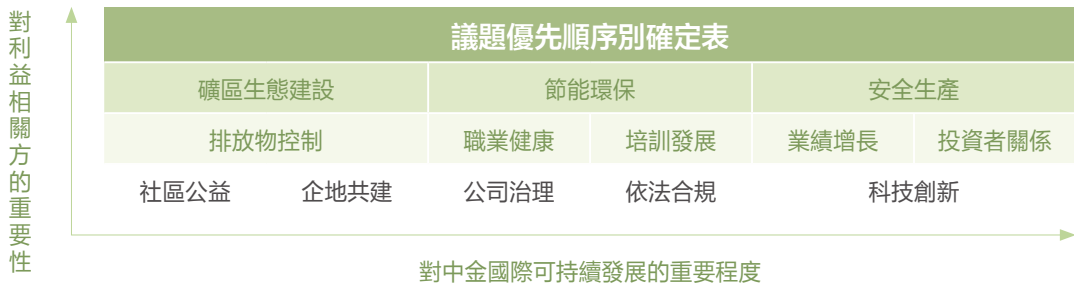 對利益相關方的重要性
議題優先順序別確定表
礦區生態建設 節能環保 安全生產
排放物控制 職業健康 培訓發展 業績增長 投資者關係
社區公益 企地共建 公司治理 依法合規 科技創新
對中金國際可持續發展的重要程度